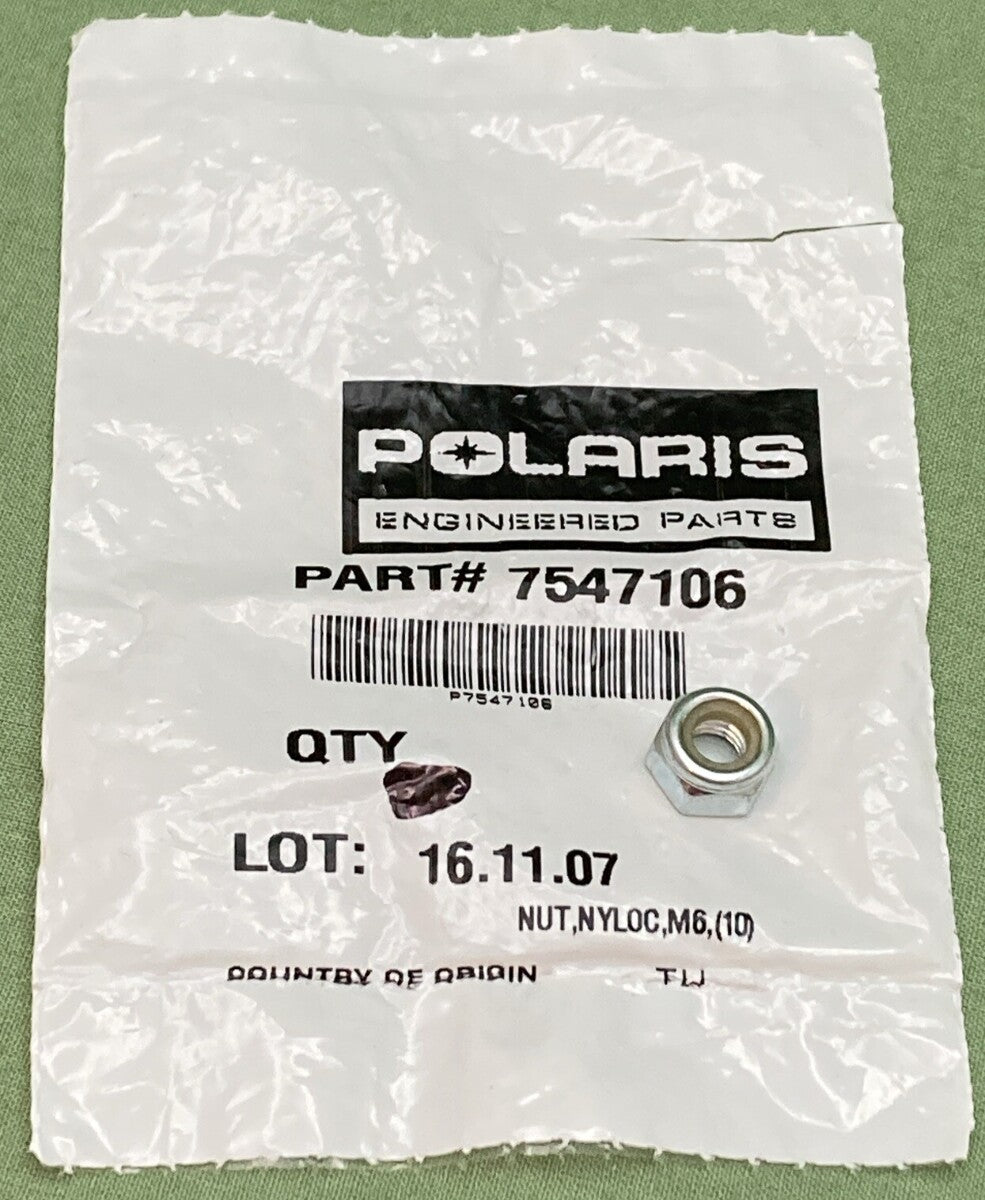 POLARIS
ENGINEERED PARTS
PART# 7547106
P7547106
QTY
LOT: 16.11.07
NUT,NYLOC,M6,(10)
COUNTRY OF ORIGIN TW